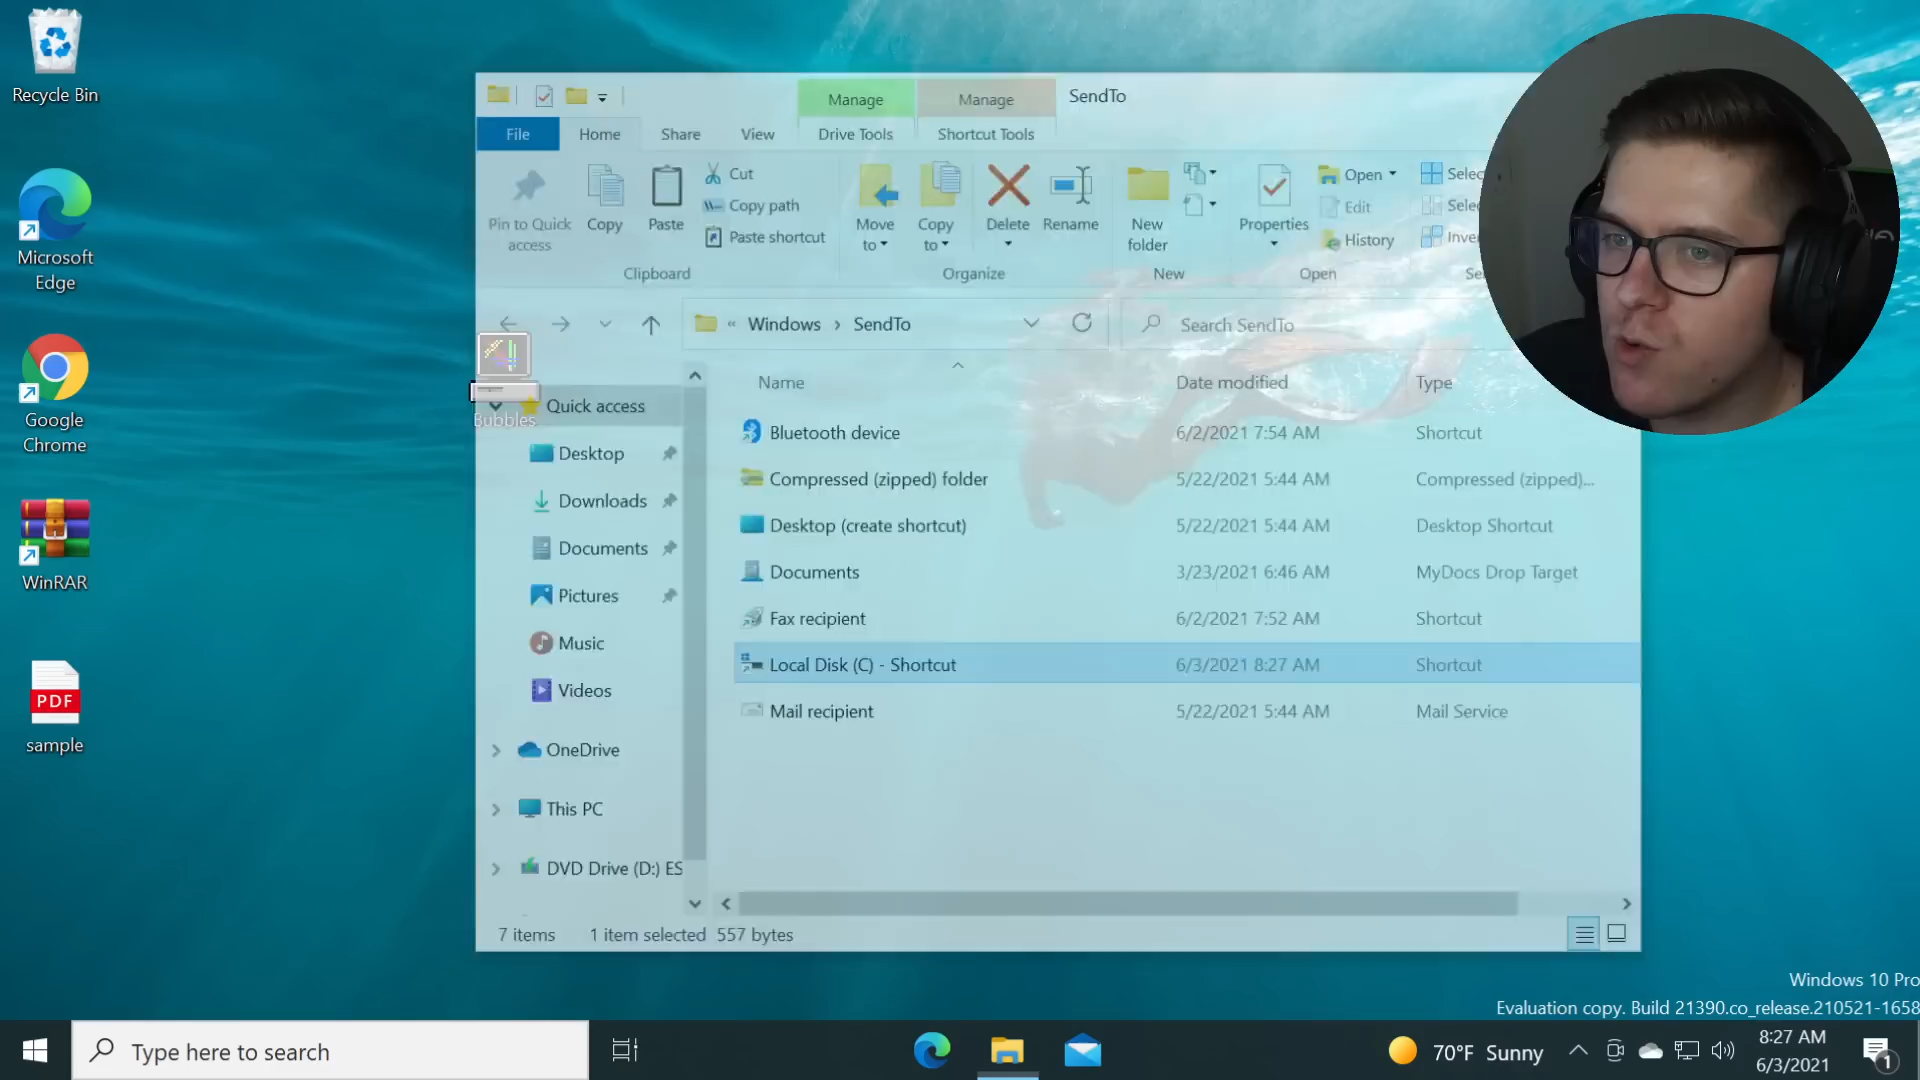 Recycle Bin
Microsoft
Edge
Google
Chrome
WinRAR
PDF
sample
Bubbles
Manage
Manage
SendTo
File
Home
Share
View
Drive Tools
Shortcut Tools
Pin to Quick
access
Copy
Paste
Cut
Copy path
Paste shortcut
Clipboard
Move
to
Copy
to
Delete
Rename
Organize
New
folder
New
Properties
Open
Edit
History
Open
Selec
Selec
Inver
Se
« Windows › SendTo
Search SendTo
Quick access
Desktop
Downloads
Documents
Pictures
Music
Videos
OneDrive
This PC
DVD Drive (D:) ES
Name Date modified Type
Bluetooth device 6/2/2021 7:54 AM Shortcut
Compressed (zipped) folder 5/22/2021 5:44 AM Compressed (zipped)...
Desktop (create shortcut) 5/22/2021 5:44 AM Desktop Shortcut
Documents 3/23/2021 6:46 AM MyDocs Drop Target
Fax recipient 6/2/2021 7:52 AM Shortcut
Local Disk (C) - Shortcut 6/3/2021 8:27 AM Shortcut
Mail recipient 5/22/2021 5:44 AM Mail Service
7 items 1 item selected 557 bytes
Windows 10 Pro
Evaluation copy. Build 21390.co_release.210521-1658
Type here to search
70°F Sunny
8:27 AM
6/3/2021
1